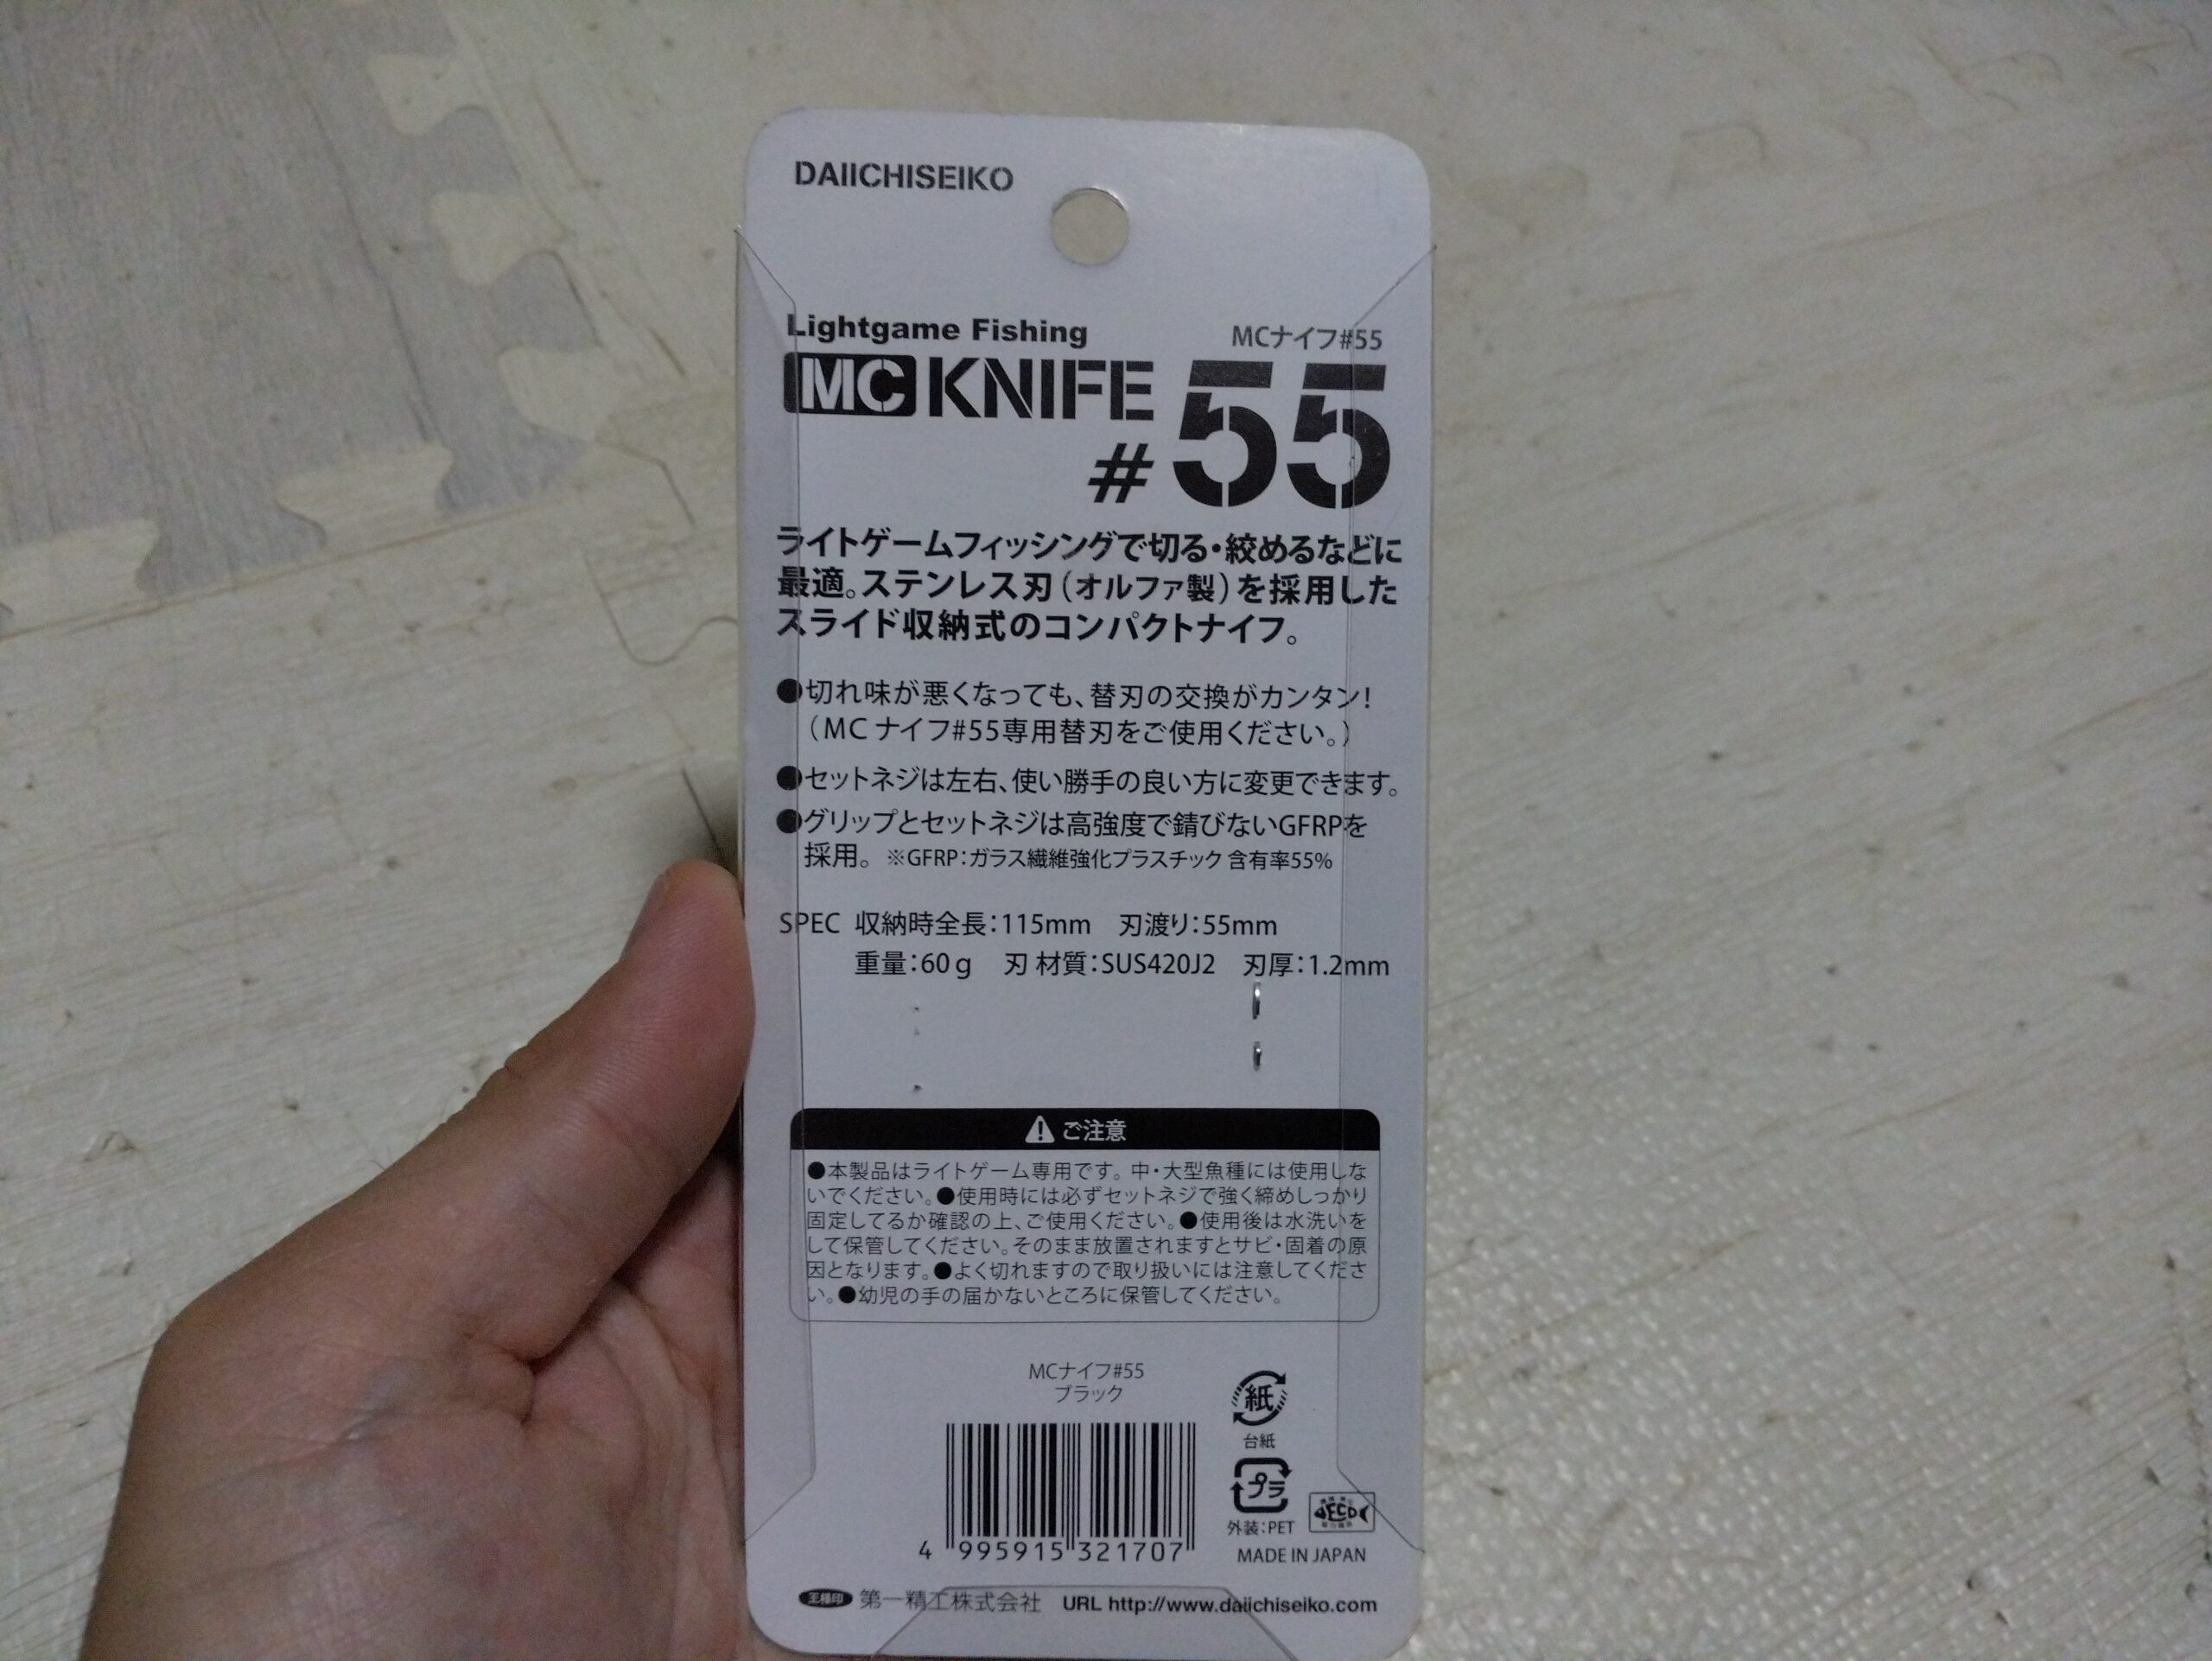 DAIICHISEIKO
Lightgame Fishing
MCナイフ#55
MC KNIFE
#55
ライトゲームフィッシングで切る・絞めるなどに
最適。ステンレス刃(オルファ製)を採用した
スライド収納式のコンパクトナイフ。
●切れ味が悪くなっても、替刃の交換がカンタン!
(MC ナイフ#55専用替刃をご使用ください。)
●セットネジは左右、使い勝手の良い方に変更できます。
●グリップとセットネジは高強度で錆びないGFRPを
採用。 ※GFRP:ガラス繊維強化プラスチック 含有率55%
SPEC 収納時全長:115mm 刃渡り:55mm
重量:60g 刃材質:SUS420J2 刃厚:1.2mm
ご注意
●本製品はライトゲーム専用です。中・大型魚種には使用しな
いでください。●使用時には必ずセットネジで強く締めしっかり
固定してるか確認の上、ご使用ください。●使用後は水洗いを
して保管してください。そのまま放置されますとサビ・固着の原
因となります。●よく切れますので取り扱いには注意してくださ
い。●幼児の手の届かないところに保管してください。
MCナイフ#55
ブラック
紙
台紙
プラ
外装:PET
ECO
4 995915 321707
MADE IN JAPAN
王様印 第一精工株式会社 URL http://www.daiichiseiko.com